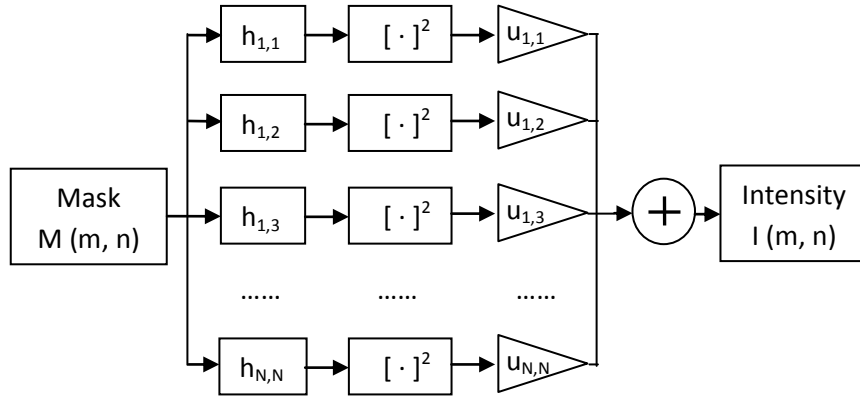 h1,1 [ · ]² u1,1
h1,2 [ · ]² u1,2
Mask
M (m, n)
h1,3 [ · ]² u1,3
+
Intensity
I (m, n)
...... ...... ......
hN,N [ · ]² uN,N